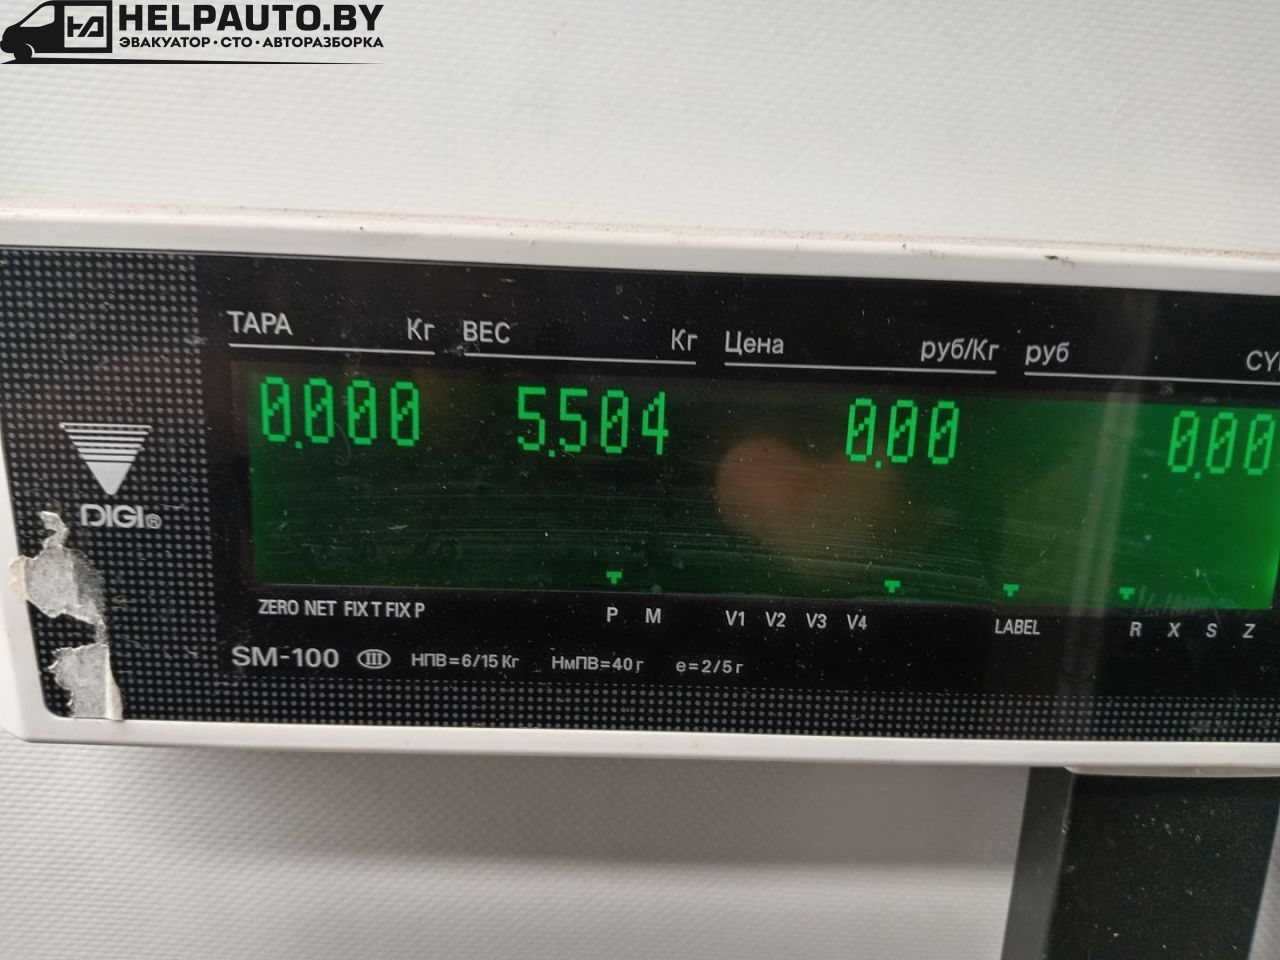 HELPAUTO.BY
ЭВАКУАТОР·СТО·АВТОРАЗБОРКА
ТАРА Кг ВЕС Кг Цена руб/Кг руб
0.000 5.504 0.00 0.00
DIGI®
ZERO NET FIX T FIX P P M V1 V2 V3 V4 LABEL R X S Z
SM-100 III НПВ=6/15 Кг НмПВ=40 г e=2/5 г